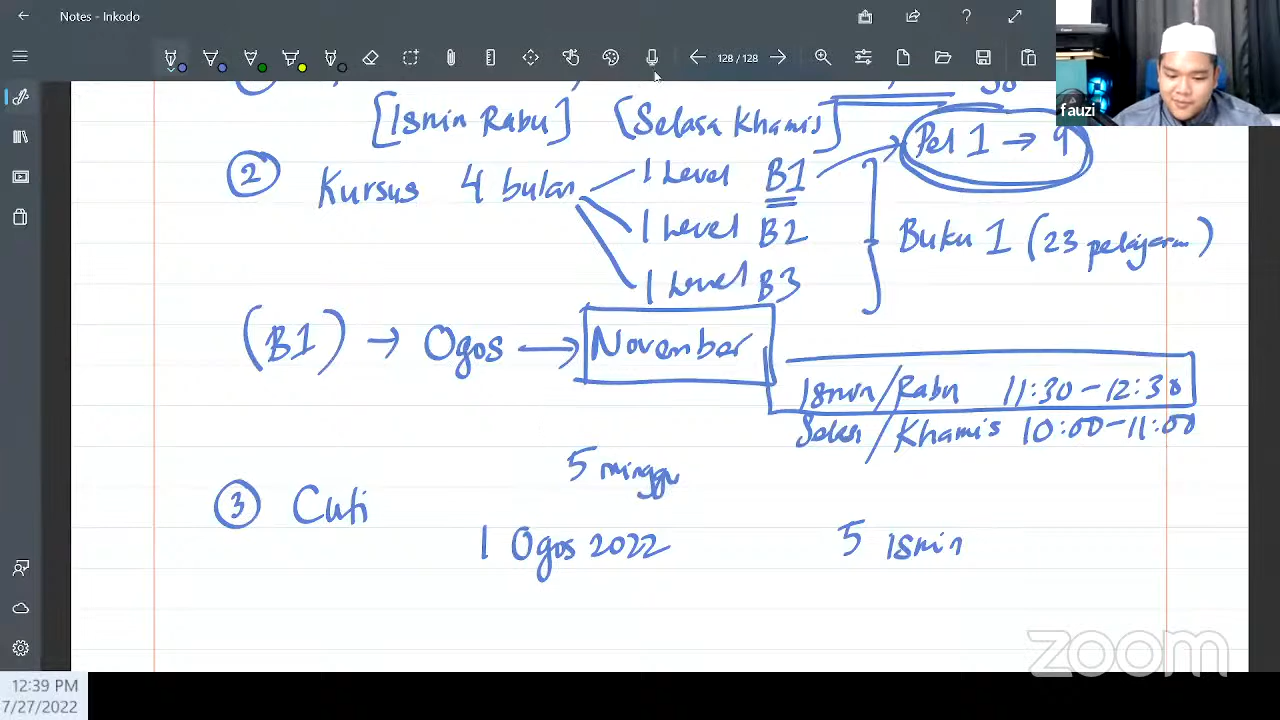 Notes - Inkodo
128 / 128
fauzi
[Isnin Rabu] [Selasa Khamis]
② Kursus 4 bulan
1 Level B1
Pel 1 → 9
1 Level B2
Buku 1 (23 pelajaran)
1 Level B3
(B1) → Ogos → November
Isnin/Rabu 11:30 - 12:30
Selasa/Khamis 10:00-11:00
5 minggu
③ Cuti
1 Ogos 2022 5 Isnin
zoom
12:39 PM
7/27/2022